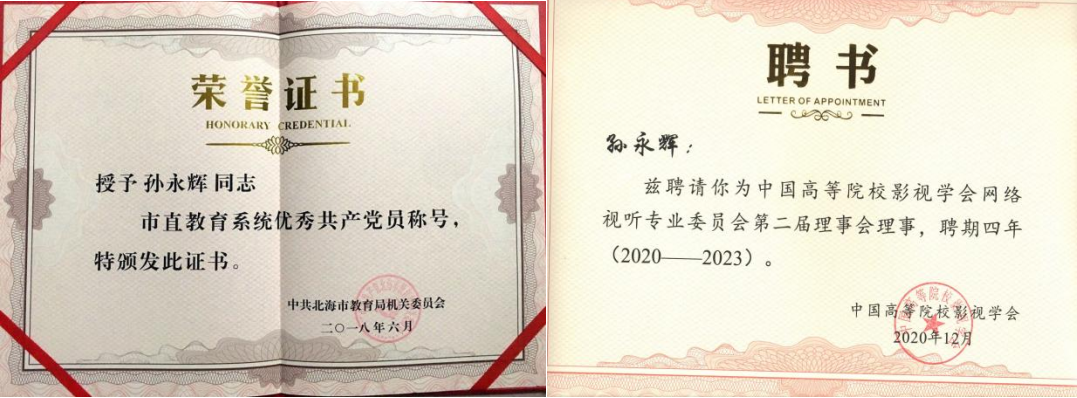 荣誉证书
HONORARY CREDENTIAL
授予孙永辉同志
市直教育系统优秀共产党员称号，
特颁发此证书。
中共北海市教育局机关委员会
二〇一八年六月
聘书
LETTER OF APPOINTMENT
孙永辉：
兹聘请你为中国高等院校影视学会网络
视听专业委员会第二届理事会理事，聘期四年
（2020——2023）。
中国高等院校影视学会
2020年12月